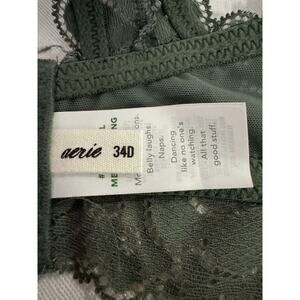 aerie 34D
Belly laughs.
Naps.
Dancing
like no one's
watching.
All that
good stuff.